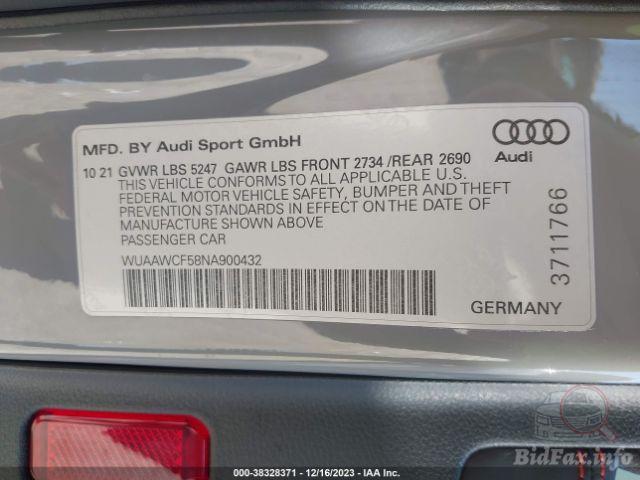 MFD. BY Audi Sport GmbH
10 21 GVWR LBS 5247 GAWR LBS FRONT 2734 /REAR 2690
THIS VEHICLE CONFORMS TO ALL APPLICABLE U.S.
FEDERAL MOTOR VEHICLE SAFETY, BUMPER AND THEFT
PREVENTION STANDARDS IN EFFECT ON THE DATE OF
MANUFACTURE SHOWN ABOVE
PASSENGER CAR
WUAAWCF58NA900432
Audi
3711766
GERMANY
000-38328371 - 12/16/2023 - IAA Inc.
BidFax.info